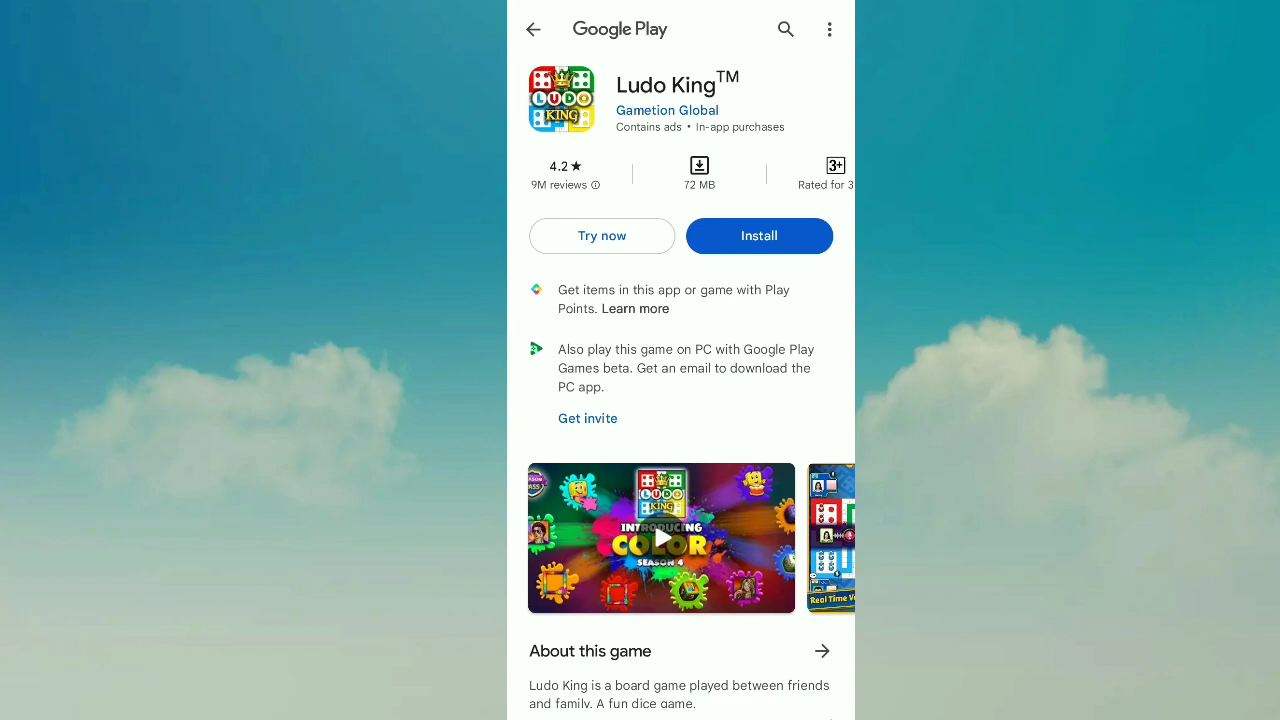 Google Play
LUDO
KING
Ludo King™
Gametion Global
Contains ads • In-app purchases
4.2★
9M reviews
72 MB
3+
Rated for 3
Try now
Install
Get items in this app or game with Play
Points. Learn more
Also play this game on PC with Google Play
Games beta. Get an email to download the
PC app.
Get invite
LUDO
KING
INTRODUCING
COLOR
SEASON 4
Real Time
About this game
Ludo King is a board game played between friends
and family. A fun dice game.